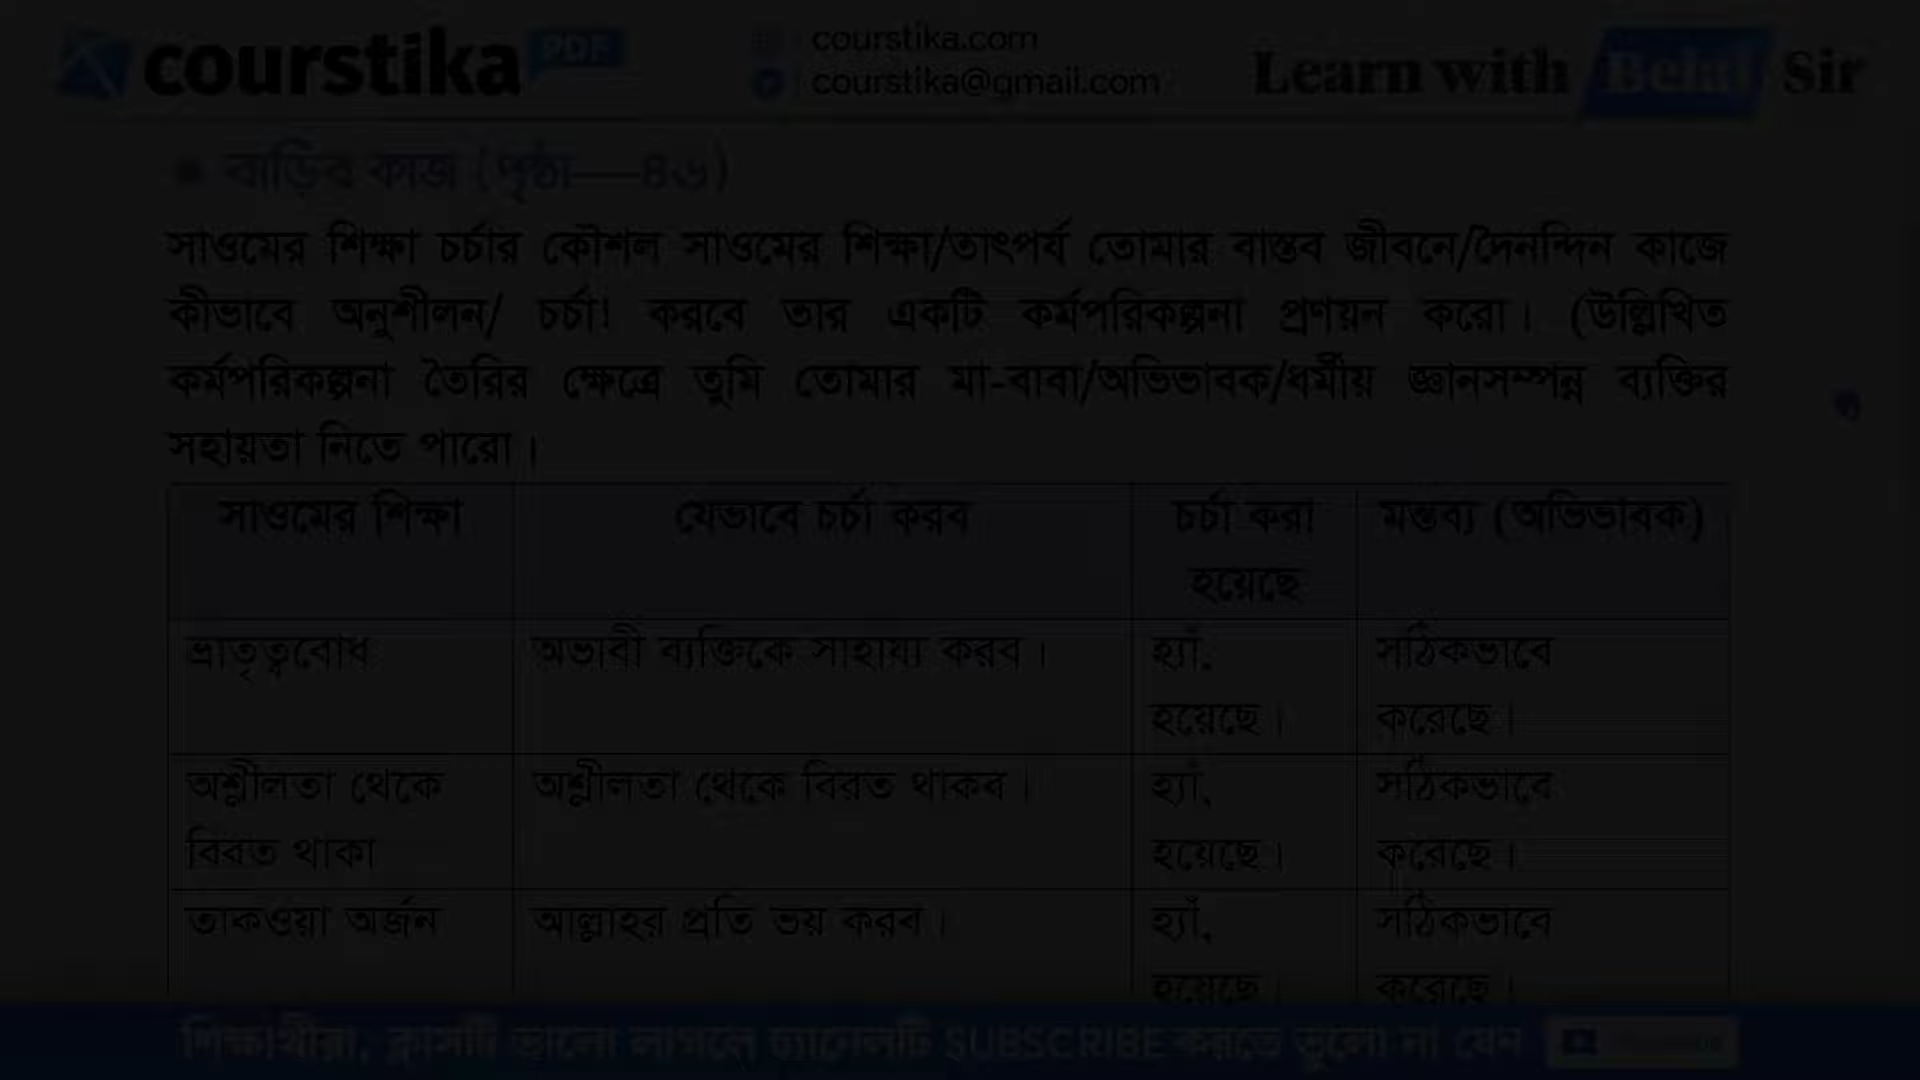 courstika PDF
courstika.com
courstika@gmail.com
Learn with Belal Sir
বাড়ির কাজ (পৃষ্ঠা—৪৬)
সাওমের শিক্ষা চর্চার কৌশল সাওমের শিক্ষা/তাৎপর্য তোমার বাস্তব জীবনে/দৈনন্দিন কাজে
কীভাবে অনুশীলন/ চর্চা! করবে তার একটি কর্মপরিকল্পনা প্রণয়ন করো। (উল্লিখিত
কর্মপরিকল্পনা তৈরির ক্ষেত্রে তুমি তোমার মা-বাবা/অভিভাবক/ধর্মীয় জ্ঞানসম্পন্ন ব্যক্তির
সহায়তা নিতে পারো।
সাওমের শিক্ষা
যেভাবে চর্চা করব
চর্চা করা
হয়েছে
মন্তব্য (অভিভাবক)
ভ্রাতৃত্ববোধ
অভাবী ব্যক্তিকে সাহায্য করব।
হ্যাঁ,
হয়েছে।
সঠিকভাবে
করেছে।
অশ্লীলতা থেকে
বিরত থাকা
অশ্লীলতা থেকে বিরত থাকব।
হ্যাঁ,
হয়েছে।
সঠিকভাবে
করেছে।
তাকওয়া অর্জন
আল্লাহর প্রতি ভয় করব।
হ্যাঁ,
হয়েছে।
সঠিকভাবে
করেছে।
শিক্ষার্থীরা, ক্লাসটি ভালো লাগলে চ্যানেলটি SUBSCRIBE করতে ভুলো না যেন